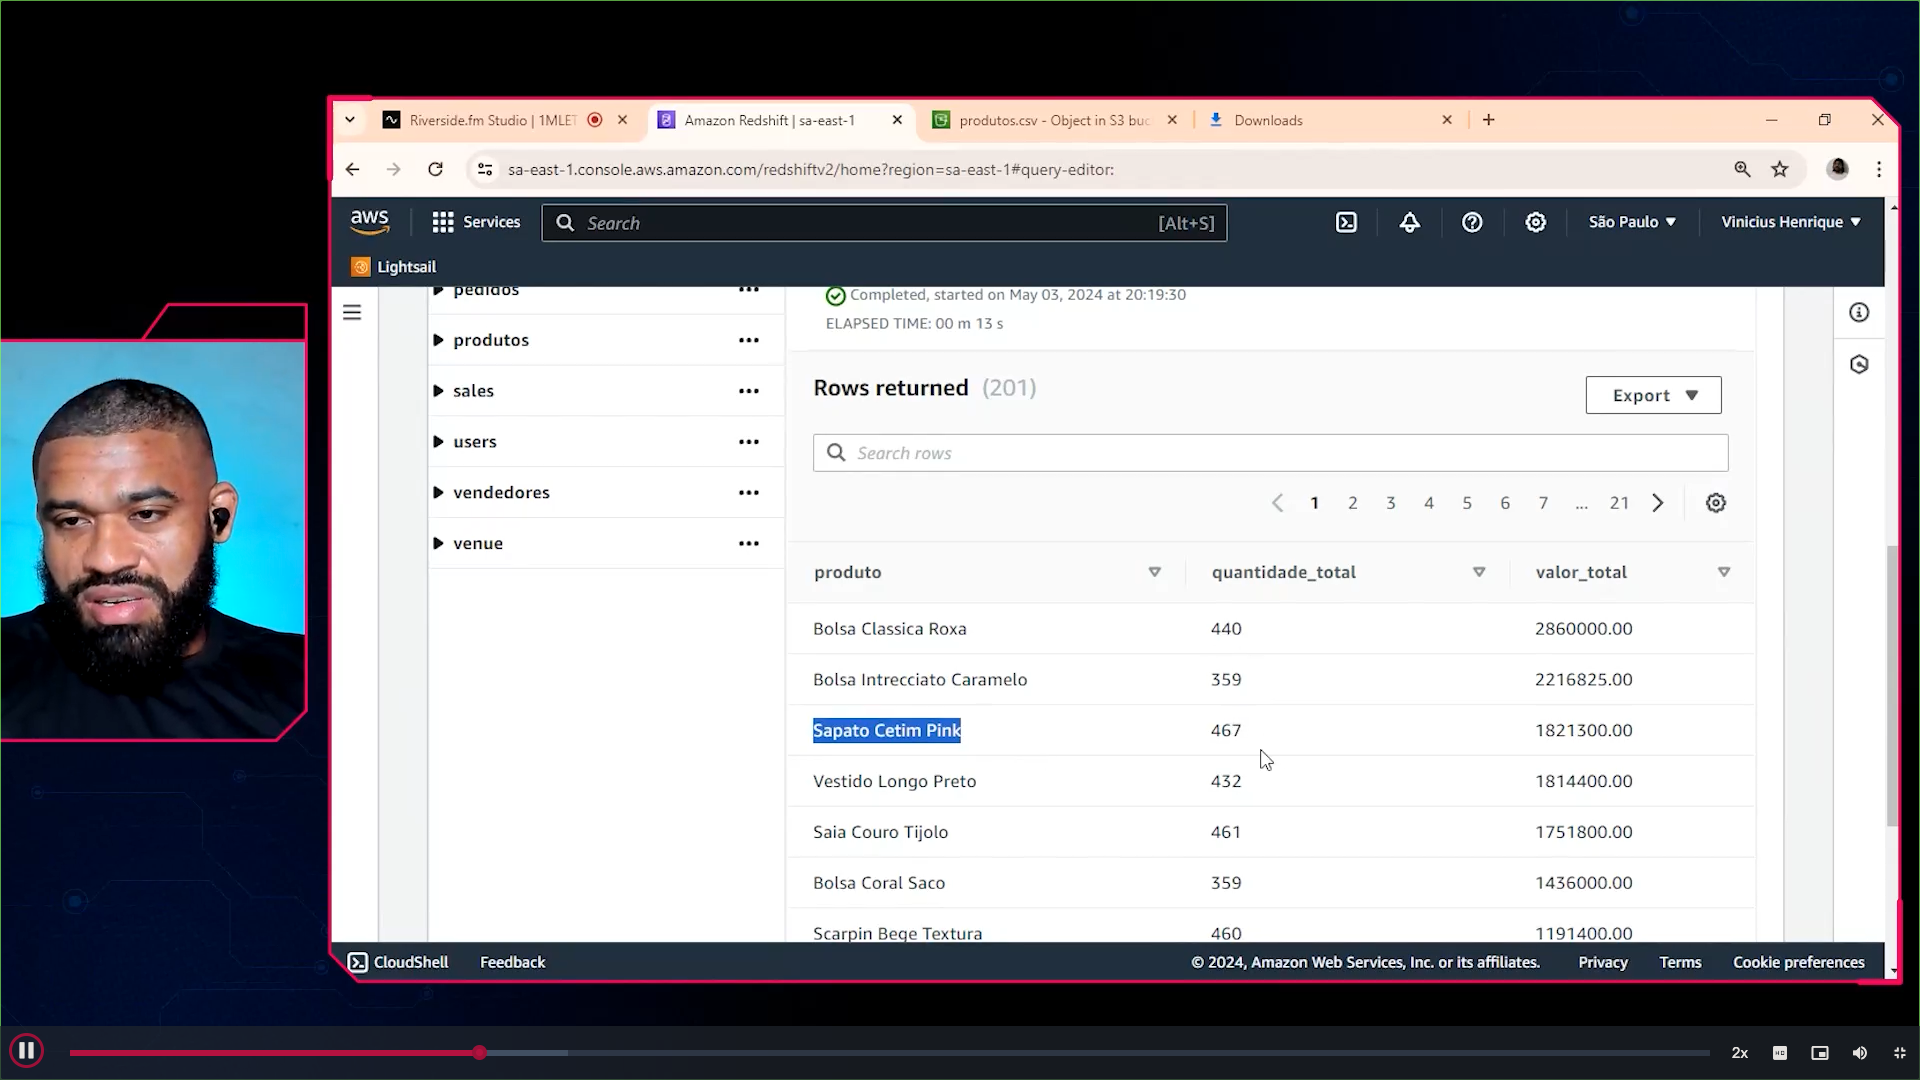 Riverside.fm Studio | 1MLET
Amazon Redshift | sa-east-1
produtos.csv - Object in S3 buc
Downloads
sa-east-1.console.aws.amazon.com/redshiftv2/home?region=sa-east-1#query-editor:
aws
Services
Search
[Alt+S]
São Paulo
Vinicius Henrique
Lightsail
pedidos
produtos
sales
users
vendedores
venue
Completed, started on May 03, 2024 at 20:19:30
ELAPSED TIME: 00 m 13 s
Rows returned (201)
Export
Search rows
1 2 3 4 5 6 7 ... 21
produto quantidade_total valor_total
Bolsa Classica Roxa 440 2860000.00
Bolsa Intrecciato Caramelo 359 2216825.00
Sapato Cetim Pink 467 1821300.00
Vestido Longo Preto 432 1814400.00
Saia Couro Tijolo 461 1751800.00
Bolsa Coral Saco 359 1436000.00
Scarpin Bege Textura 460 1191400.00
CloudShell
Feedback
© 2024, Amazon Web Services, Inc. or its affiliates.
Privacy
Terms
Cookie preferences
2x
HD